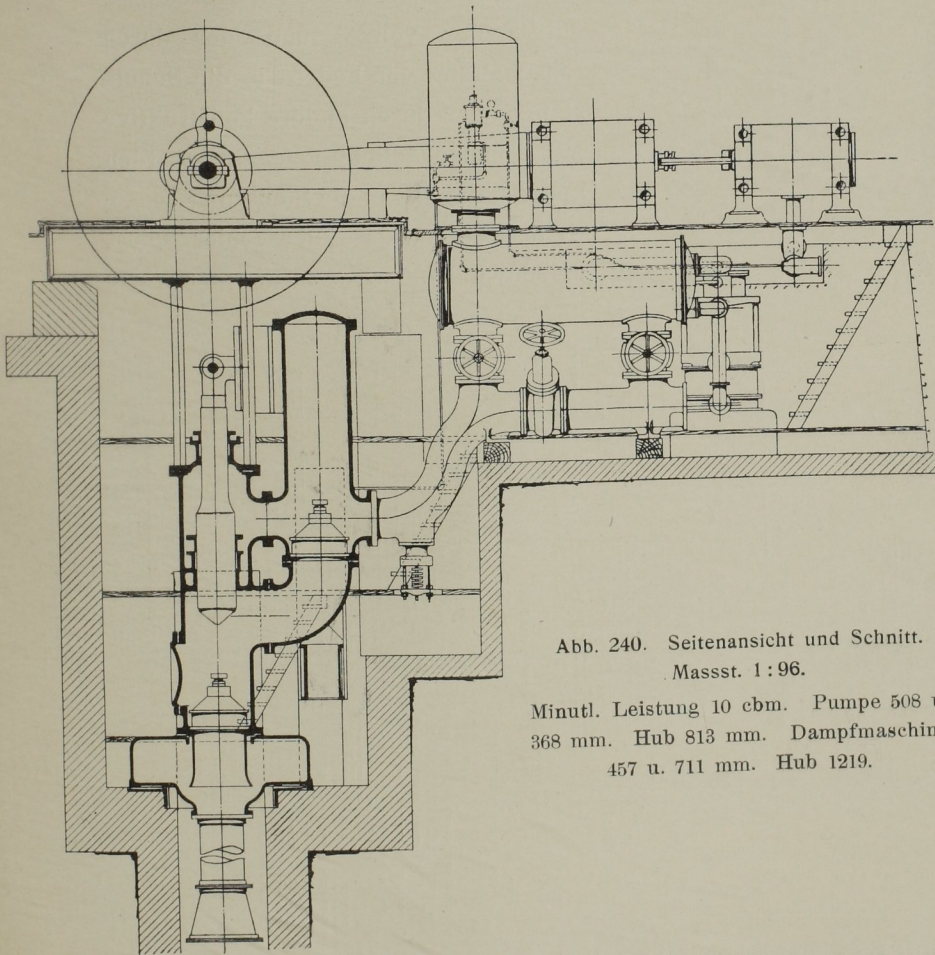 Abb. 240. Seitenansicht und Schnitt.
Massst. 1 : 96.
Minutl. Leistung 10 cbm. Pumpe 508
368 mm. Hub 813 mm. Dampfmaschin
457 u. 711 mm. Hub 1219.